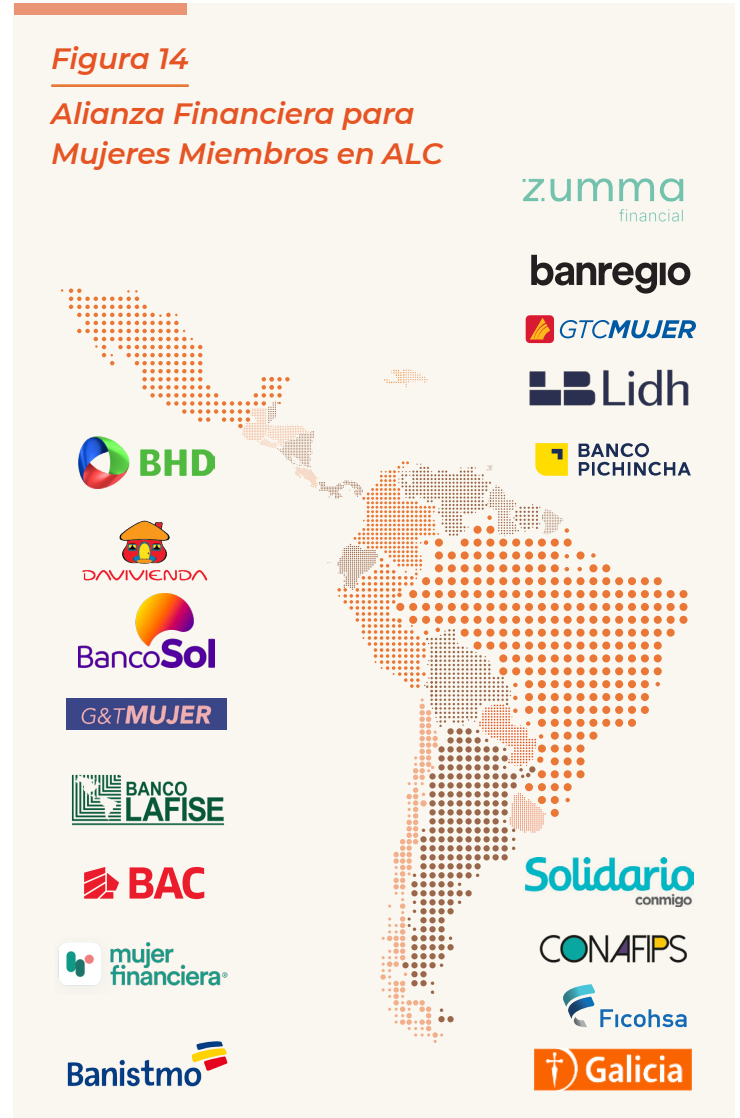 Figura 14
Alianza Financiera para
Mujeres Miembros en ALC
zumma
financial
banregio
GTCMUJER
LB Lidh
BANCO
PICHINCHA
BHD
DAVIVIENDA
BancoSol
G&TMUJER
BANCO
LAFISE
BAC
mujer
financiera®
Banistmo
Solidario
conmigo
CONAFIPS
Ficohsa
Galicia